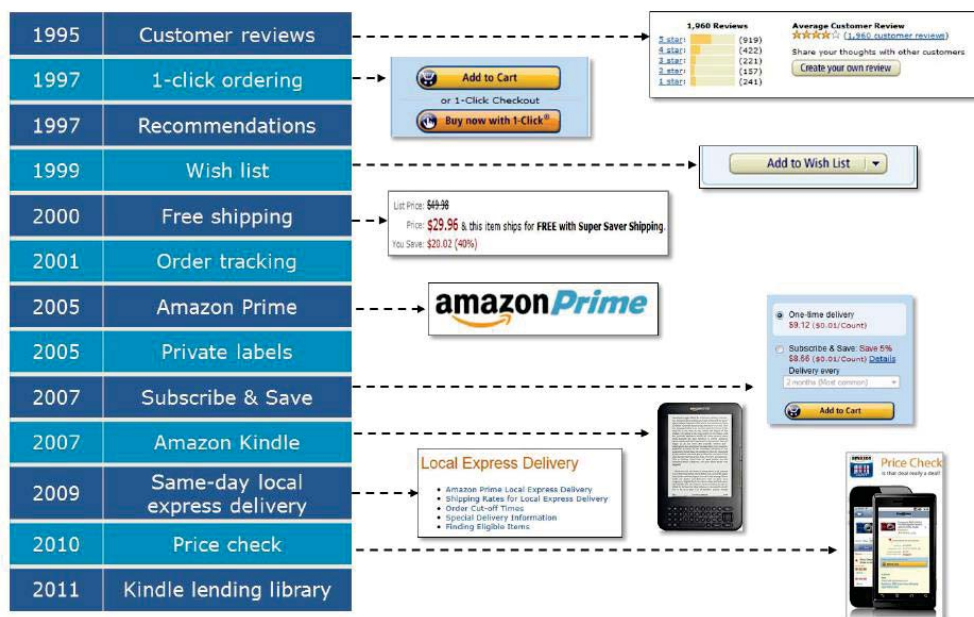 1995 Customer reviews
1997 1-click ordering
1997 Recommendations
1999 Wish list
2000 Free shipping
2001 Order tracking
2005 Amazon Prime
2005 Private labels
2007 Subscribe & Save
2007 Amazon Kindle
2009 Same-day local
express delivery
2010 Price check
2011 Kindle lending library
1,960 Reviews
5 star: (919)
4 star: (422)
3 star: (221)
2 star: (157)
1 star: (241)
Average Customer Review
(1,960 customer reviews)
Share your thoughts with other customers
Create your own review
Add to Cart
or 1-Click Checkout
Buy now with 1-Click®
Add to Wish List
List Price: $49.98
Price: $29.96 & this item ships for FREE with Super Saver Shipping.
You Save: $20.02 (40%)
amazonPrime
One-time delivery
$9.12 ($0.01/Count)
Subscribe & Save: Save 5%
$8.66 ($0.01/Count) Details
Delivery every
2 months (Most common)
Add to Cart
Local Express Delivery
Amazon Prime Local Express Delivery
Shipping Rates for Local Express Delivery
Order Cut-off Times
Special Delivery Information
Finding Eligible Items
amazon
Price Check
Is that deal really a deal?